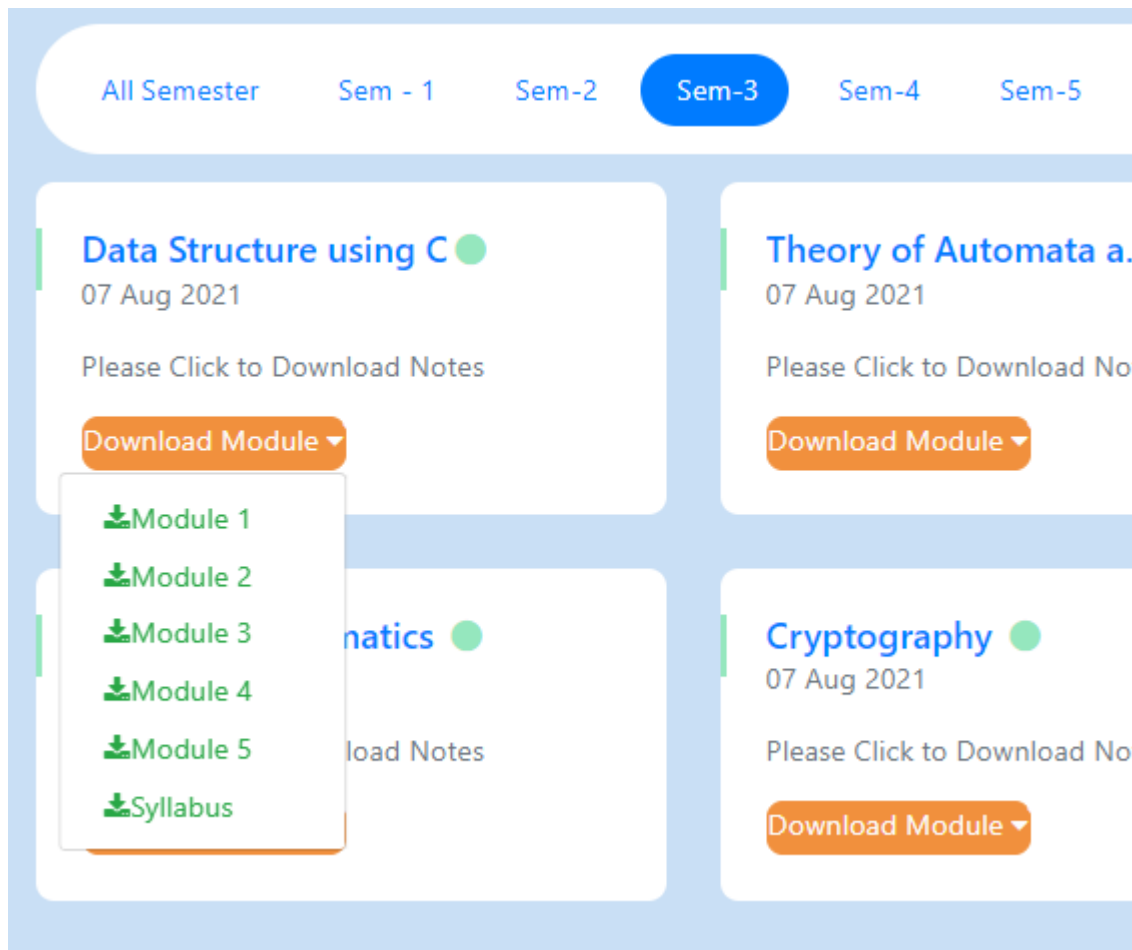 All Semester Sem - 1 Sem-2 Sem-3 Sem-4 Sem-5
Data Structure using C
07 Aug 2021
Please Click to Download Notes
Download Module
Module 1
Module 2
Module 3
Module 4
Module 5
Syllabus
Theory of Automata a.
07 Aug 2021
Please Click to Download No
Download Module
matics
load Notes
Cryptography
07 Aug 2021
Please Click to Download No
Download Module